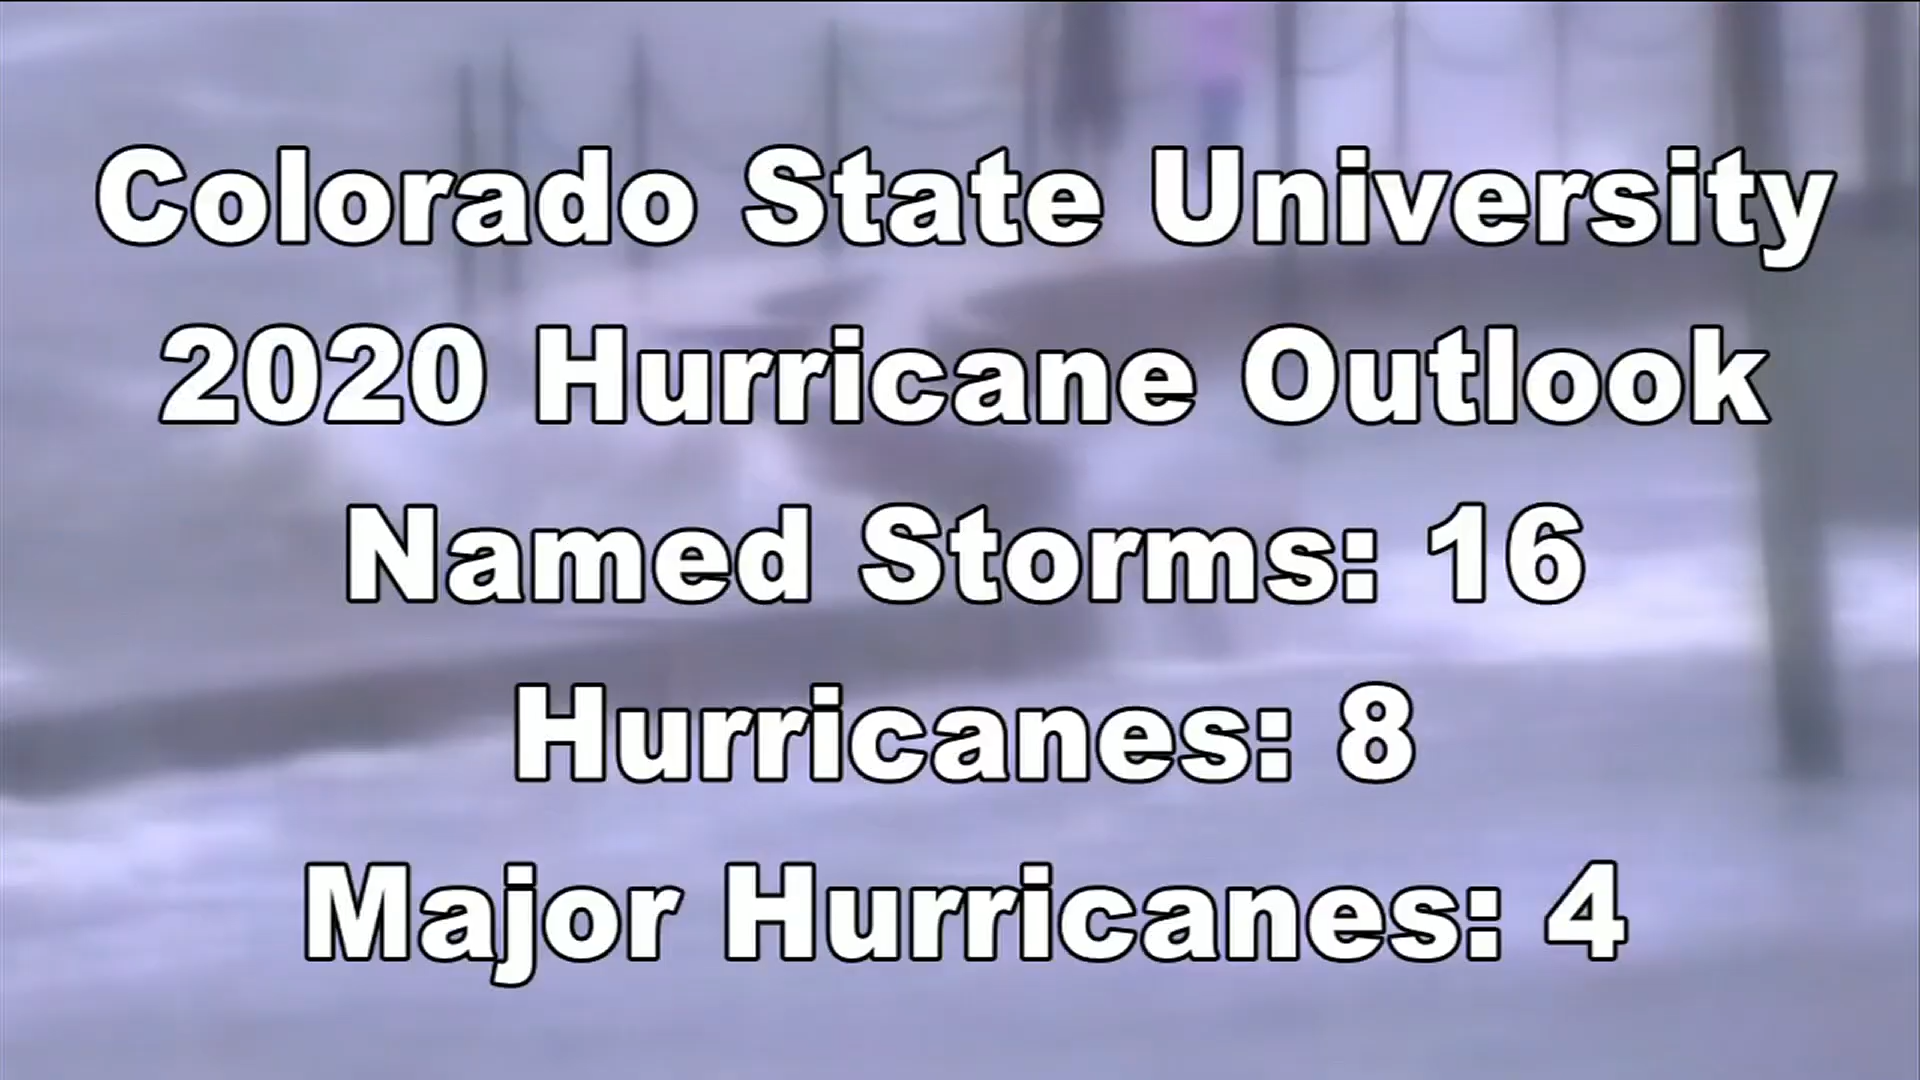 Colorado State University
2020 Hurricane Outlook
Named Storms: 16
Hurricanes: 8
Major Hurricanes: 4